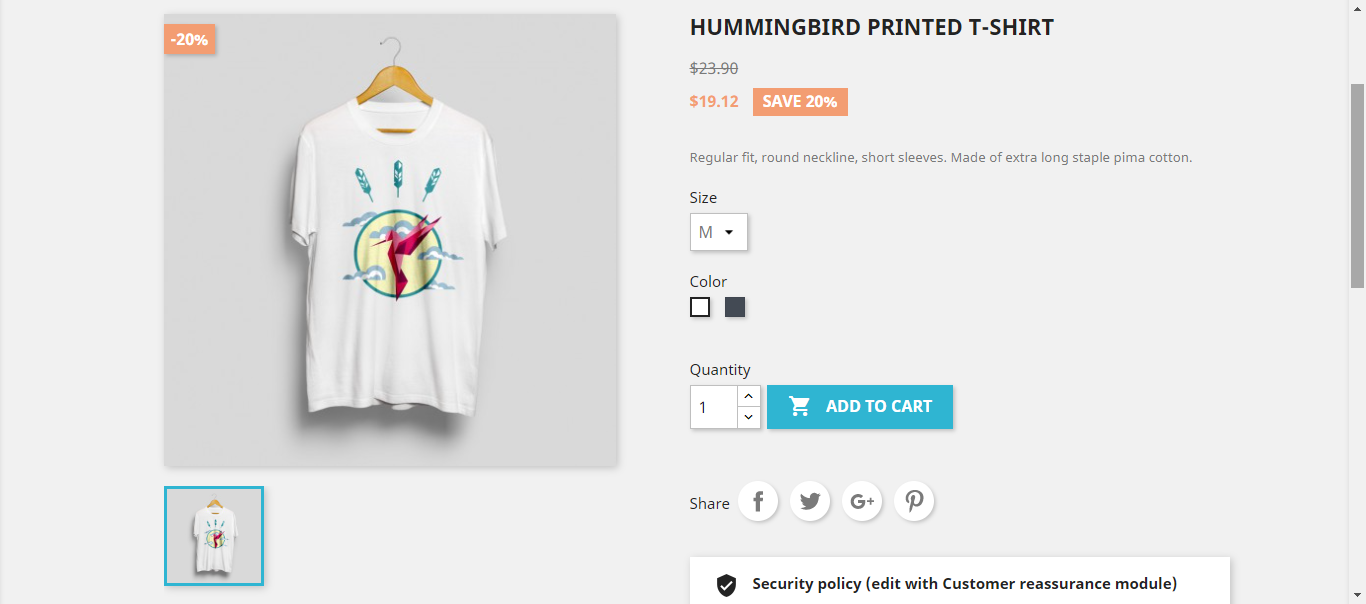 -20%
HUMMINGBIRD PRINTED T-SHIRT
$23.90
$19.12 SAVE 20%
Regular fit, round neckline, short sleeves. Made of extra long staple pima cotton.
Size
M
Color
Quantity
1 ADD TO CART
Share f G+
Security policy (edit with Customer reassurance module)